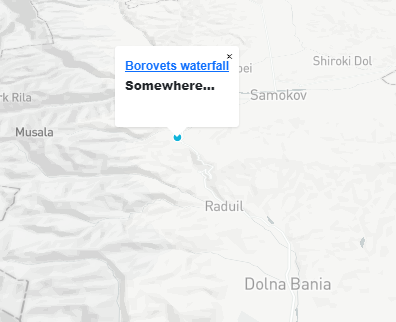 ×
Borovets waterfall
Somewhere...
Shiroki Dol
Samokov
Musala
Raduil
Dolna Bania